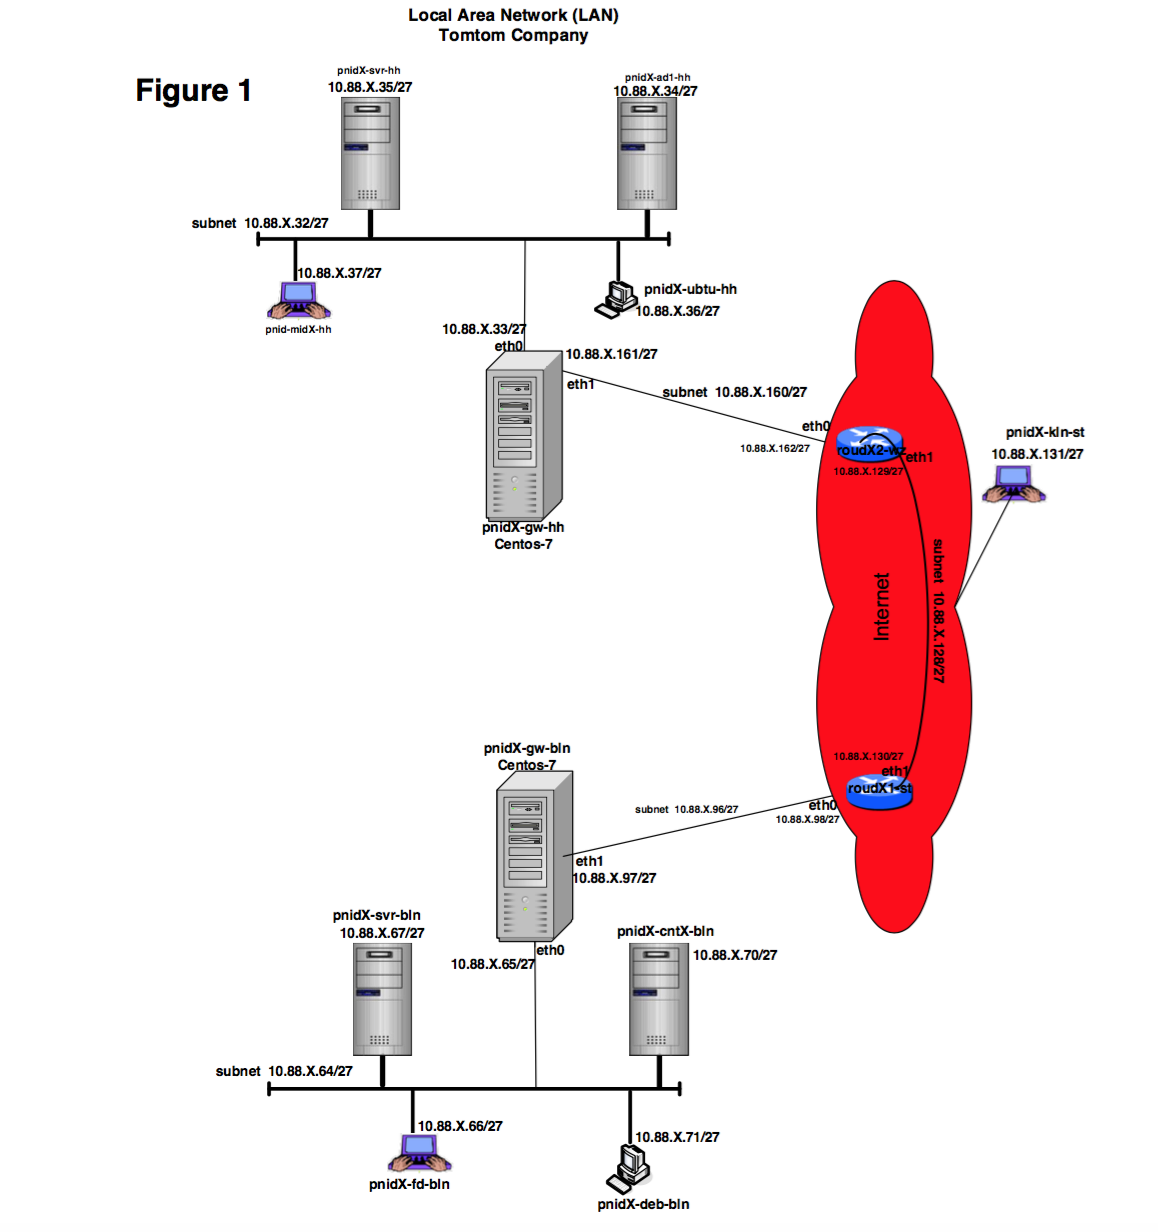 Local Area Network (LAN)
Tomtom Company
Figure 1
pnidX-svr-hh
10.88.X.35/27
pnidX-ad1-hh
10.88.X.34/27
subnet 10.88.X.32/27
10.88.X.37/27
pnid-midX-hh
pnidX-ubtu-hh
10.88.X.36/27
10.88.X.33/27
eth0
10.88.X.161/27
eth1
subnet 10.88.X.160/27
eth0
10.88.X.162/27
roudX2-wz
eth1
10.88.X.129/27
pnidX-kln-st
10.88.X.131/27
pnidX-gw-hh
Centos-7
subnet 10.88.X.128/27
Internet
pnidX-gw-bln
Centos-7
10.88.X.130/27
eth1
roudX1-st
eth0
10.88.X.98/27
subnet 10.88.X.96/27
eth1
10.88.X.97/27
pnidX-svr-bln
10.88.X.67/27
pnidX-cntX-bln
10.88.X.70/27
eth0
10.88.X.65/27
subnet 10.88.X.64/27
10.88.X.66/27
pnidX-fd-bln
10.88.X.71/27
pnidX-deb-bln